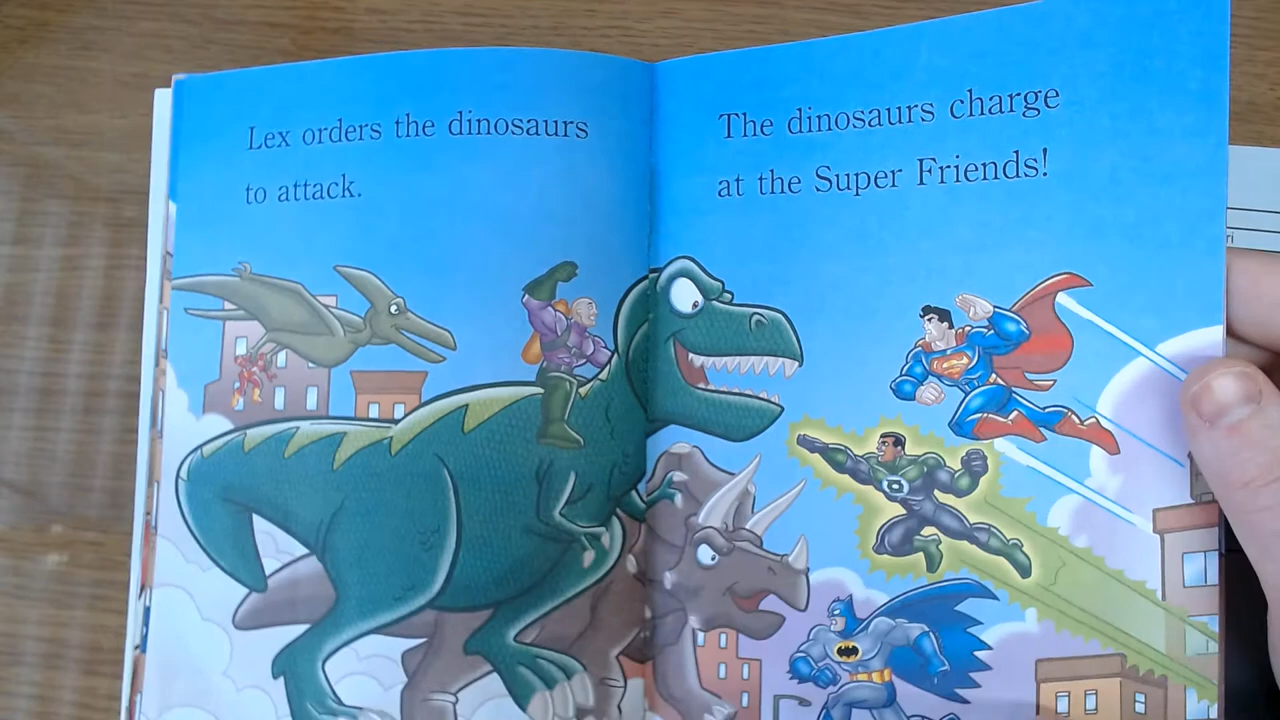 Lex orders the dinosaurs
to attack.
The dinosaurs charge
at the Super Friends!